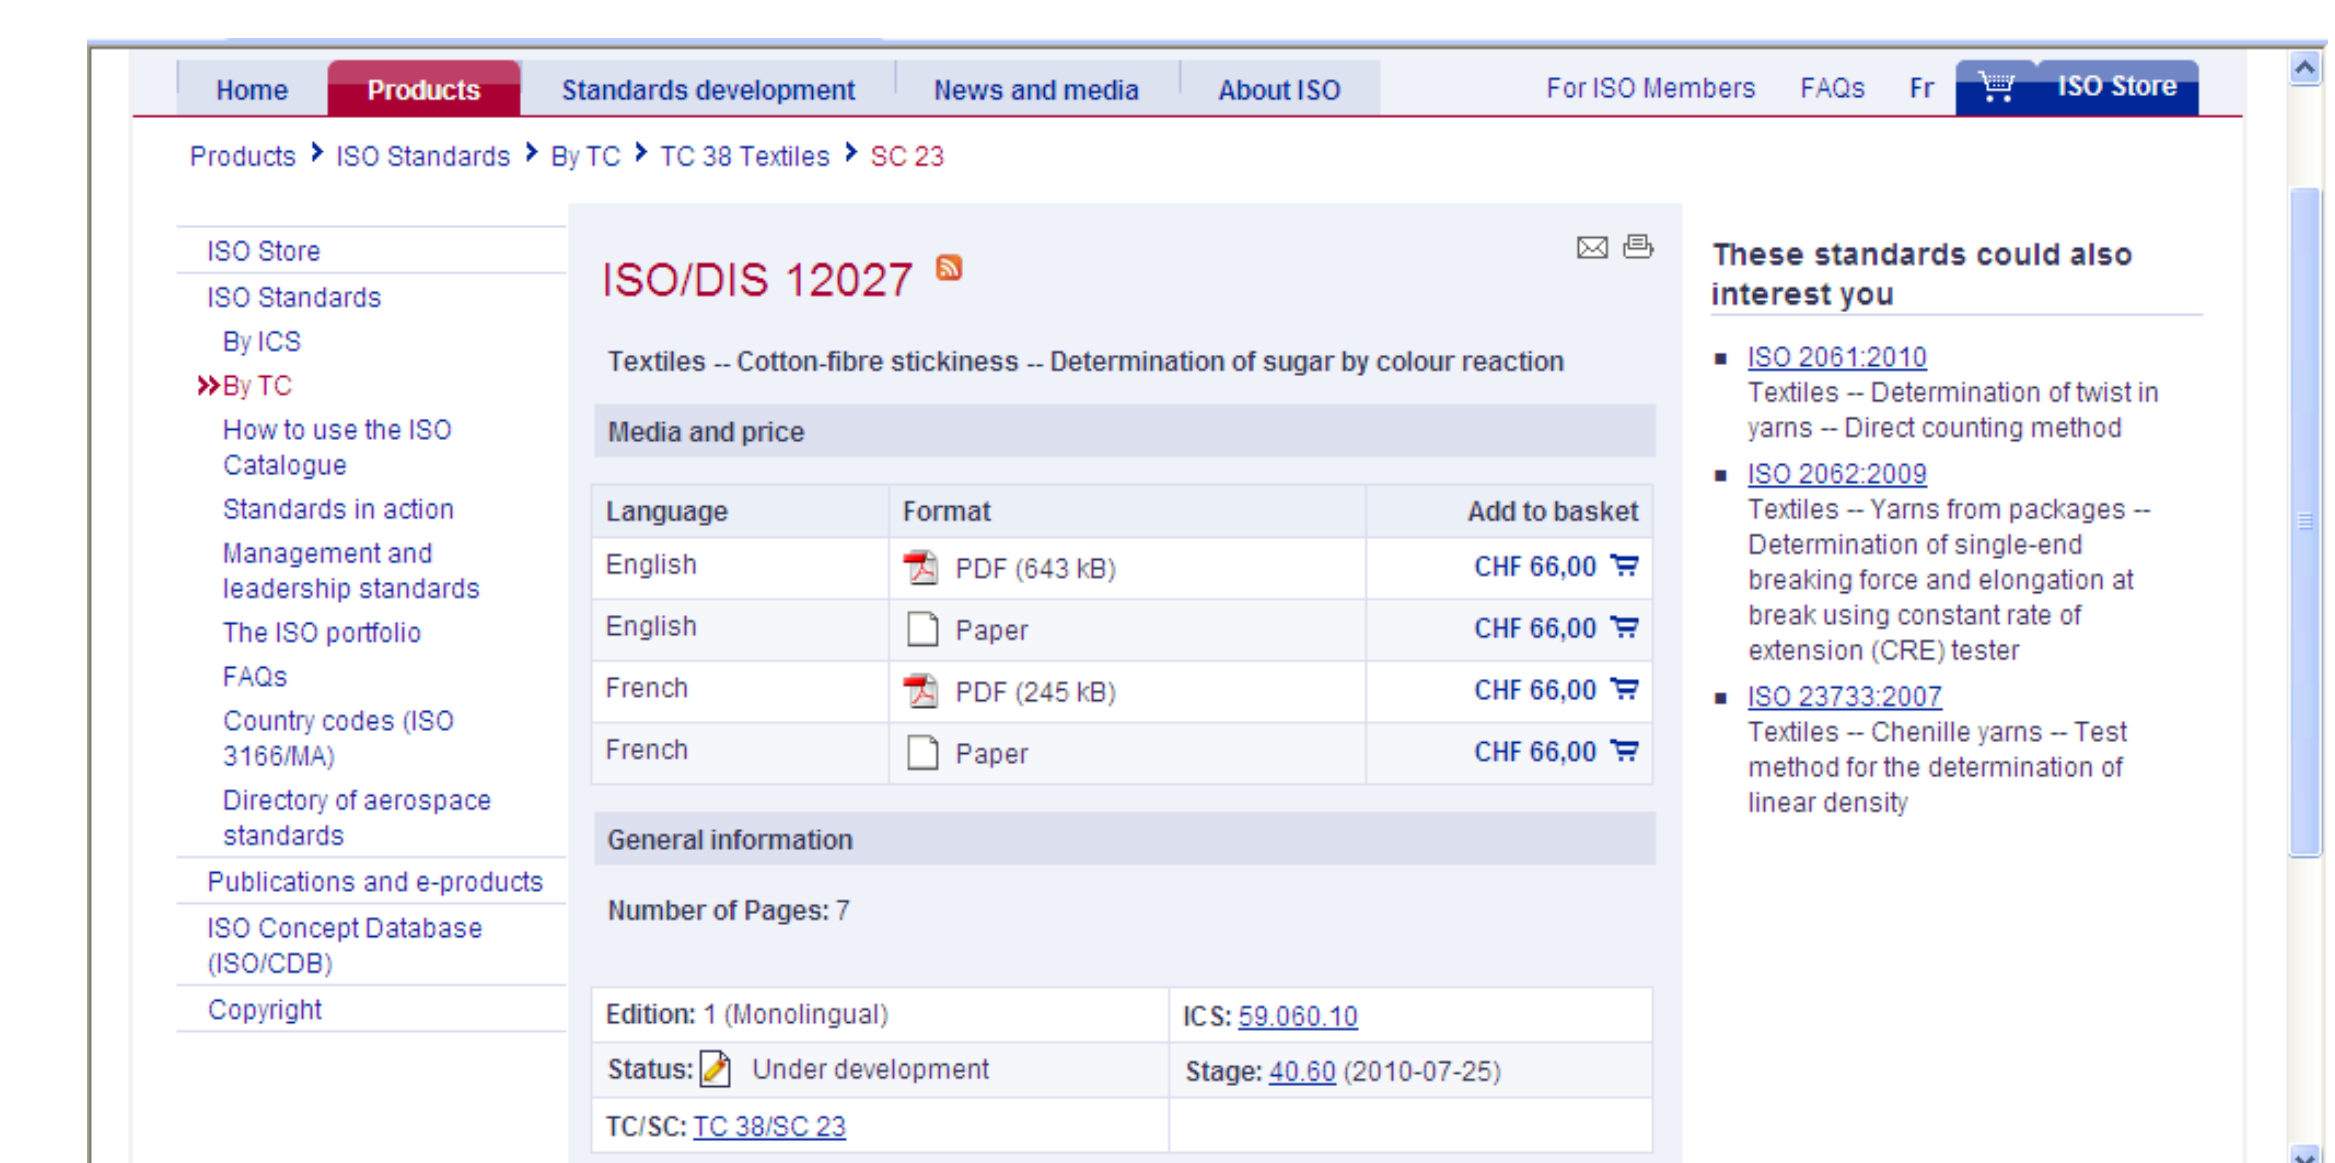 Home Products Standards development News and media About ISO For ISO Members FAQs Fr ISO Store
Products ISO Standards By TC TC 38 Textiles SC 23
ISO Store
ISO Standards
By ICS
By TC
How to use the ISO
Catalogue
Standards in action
Management and
leadership standards
The ISO portfolio
FAQs
Country codes (ISO
3166/MA)
Directory of aerospace
standards
Publications and e-products
ISO Concept Database
(ISO/CDB)
Copyright
ISO/DIS 12027
Textiles -- Cotton-fibre stickiness -- Determination of sugar by colour reaction
Media and price
Language Format Add to basket
English PDF (643 kB) CHF 66,00
English Paper CHF 66,00
French PDF (245 kB) CHF 66,00
French Paper CHF 66,00
General information
Number of Pages: 7
Edition: 1 (Monolingual) ICS: 59.060.10
Status: Under development Stage: 40.60 (2010-07-25)
TC/SC: TC 38/SC 23
These standards could also
interest you
ISO 2061:2010
Textiles -- Determination of twist in
yarns -- Direct counting method
ISO 2062:2009
Textiles -- Yarns from packages --
Determination of single-end
breaking force and elongation at
break using constant rate of
extension (CRE) tester
ISO 23733:2007
Textiles -- Chenille yarns -- Test
method for the determination of
linear density